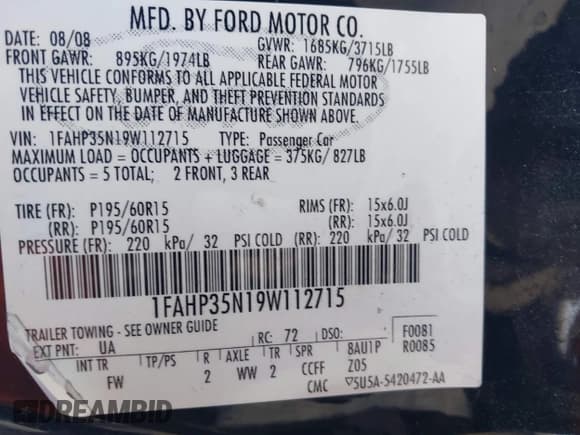 MFD. BY FORD MOTOR CO.
DATE: 08/08 GVWR: 1685KG/3715LB
FRONT GAWR: 895KG/1974LB REAR GAWR: 796KG/1755LB
THIS VEHICLE CONFORMS TO ALL APPLICABLE FEDERAL MOTOR
VEHICLE SAFETY, BUMPER, AND THEFT PREVENTION STANDARDS
IN EFFECT ON THE DATE OF MANUFACTURE SHOWN ABOVE.
VIN: 1FAHP35N19W112715 TYPE: Passenger Car
MAXIMUM LOAD = OCCUPANTS + LUGGAGE = 375KG/ 827LB
OCCUPANTS = 5 TOTAL; 2 FRONT, 3 REAR
TIRE (FR): P195/60R15 RIMS (FR): 15x6.0J
(RR): P195/60R15 (RR): 15x6.0J
PRESSURE (FR): 220 kPa/ 32 PSI COLD (RR): 220 kPa/ 32 PSI COLD
1FAHP35N19W112715
TRAILER TOWING - SEE OWNER GUIDE
EXT PNT: UA RC: 72 DSO: F0081
INT TR TP/PS R AXLE TR SPR BAU1P R0085
FW 2 WW 2 CCFF Z05
CMC ▽5U5A-5420472-AA
DREAMBID